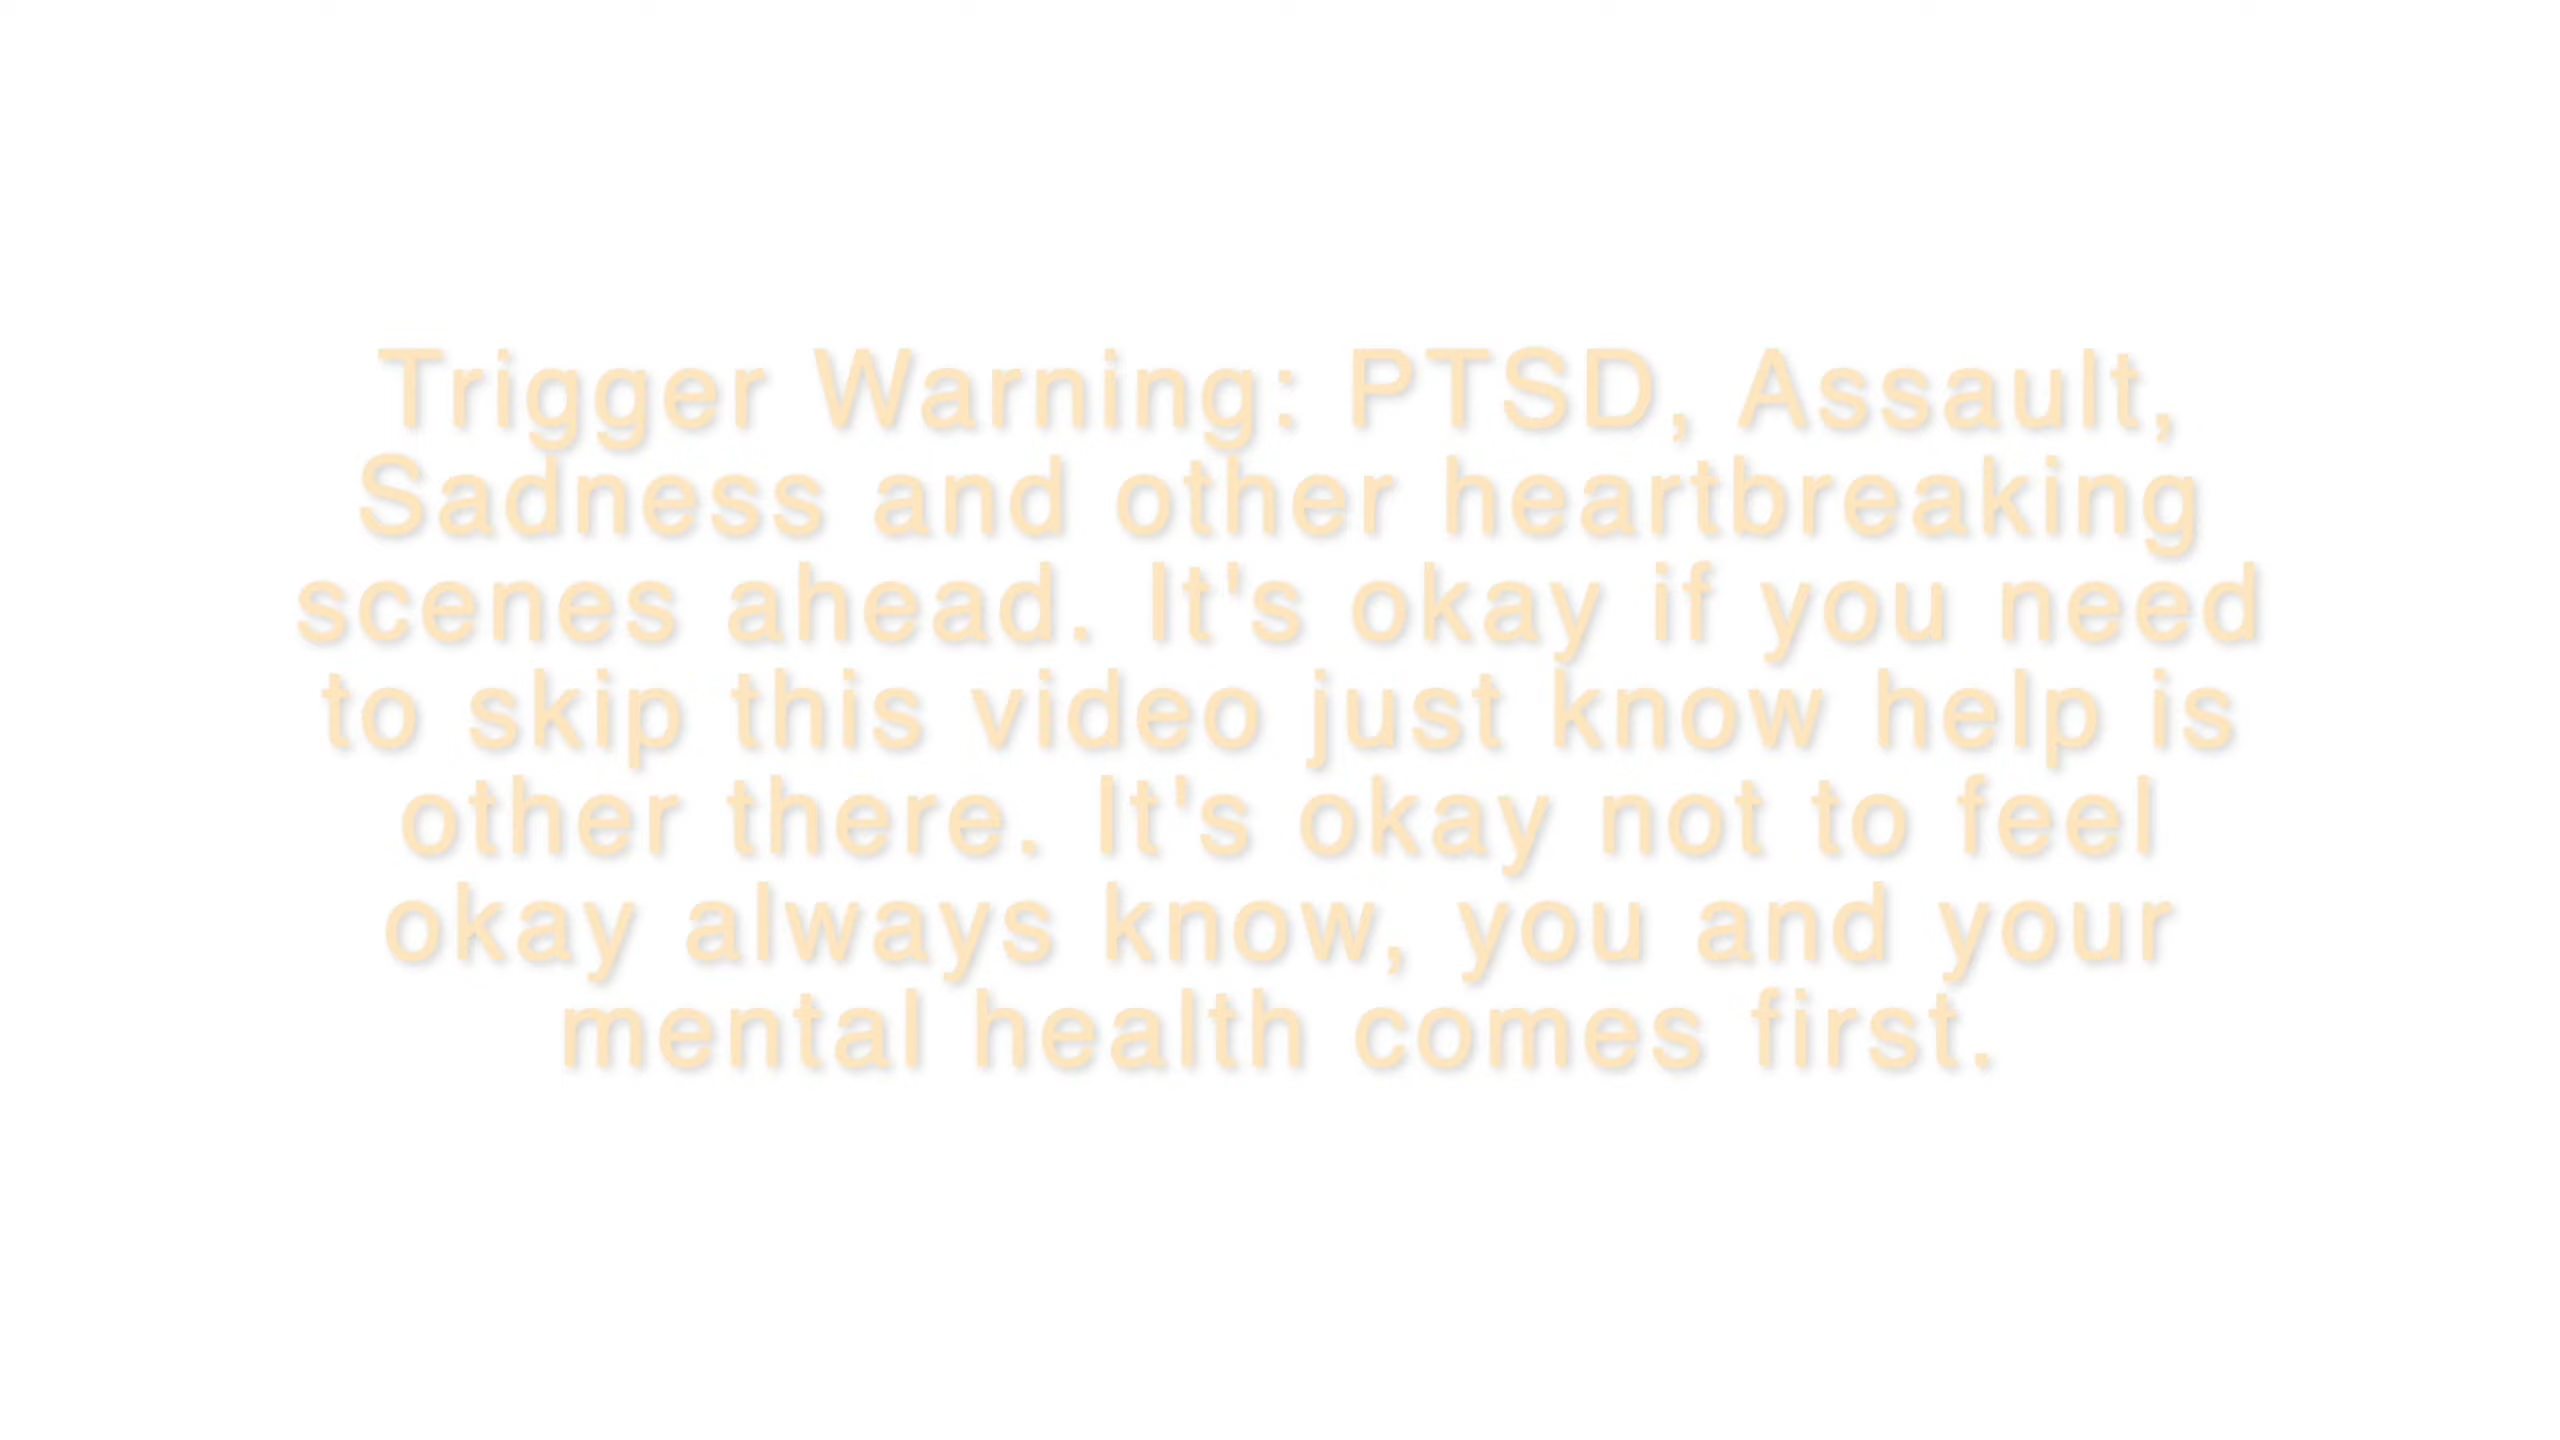 Trigger Warning: PTSD, Assault,
Sadness and other heartbreaking
scenes ahead. It's okay if you need
to skip this video just know help is
other there. It's okay not to feel
okay always know, you and your
mental health comes first.